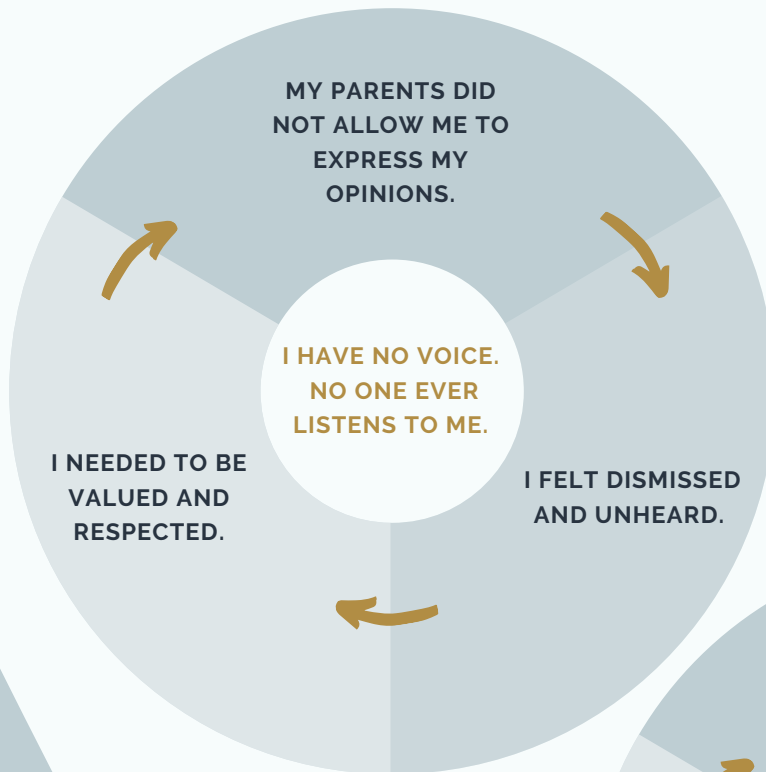 MY PARENTS DID
NOT ALLOW ME TO
EXPRESS MY
OPINIONS.
I HAVE NO VOICE.
NO ONE EVER
LISTENS TO ME.
I NEEDED TO BE
VALUED AND
RESPECTED.
I FELT DISMISSED
AND UNHEARD.